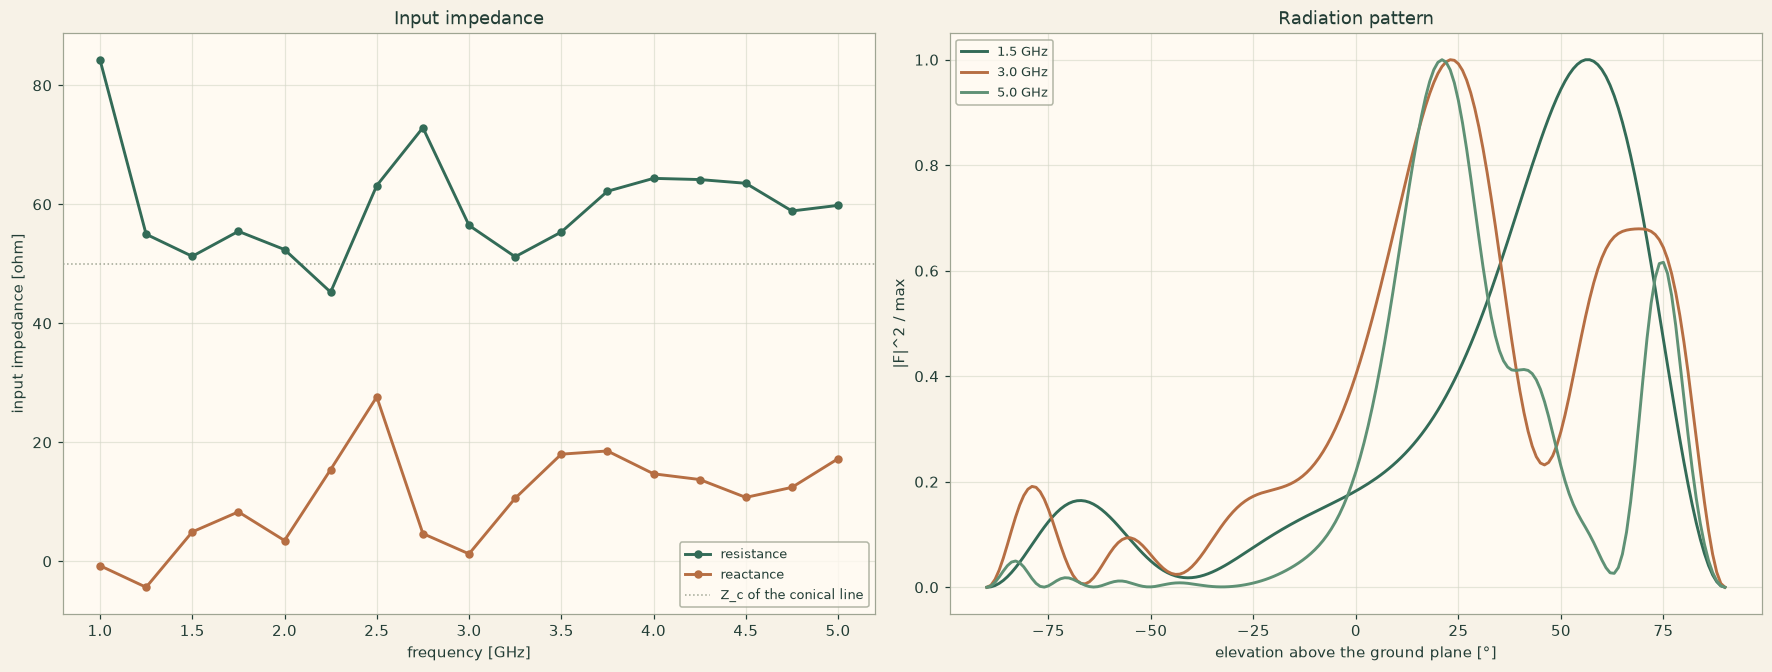 Input impedance
input impedance [ohm]
80
60
40
20
0
resistance
reactance
Z_c of the conical line
1.0 1.5 2.0 2.5 3.0 3.5 4.0 4.5 5.0
frequency [GHz]
Radiation pattern
|F|^2 / max
1.0
0.8
0.6
0.4
0.2
0.0
1.5 GHz
3.0 GHz
5.0 GHz
−75 −50 −25 0 25 50 75
elevation above the ground plane [°]